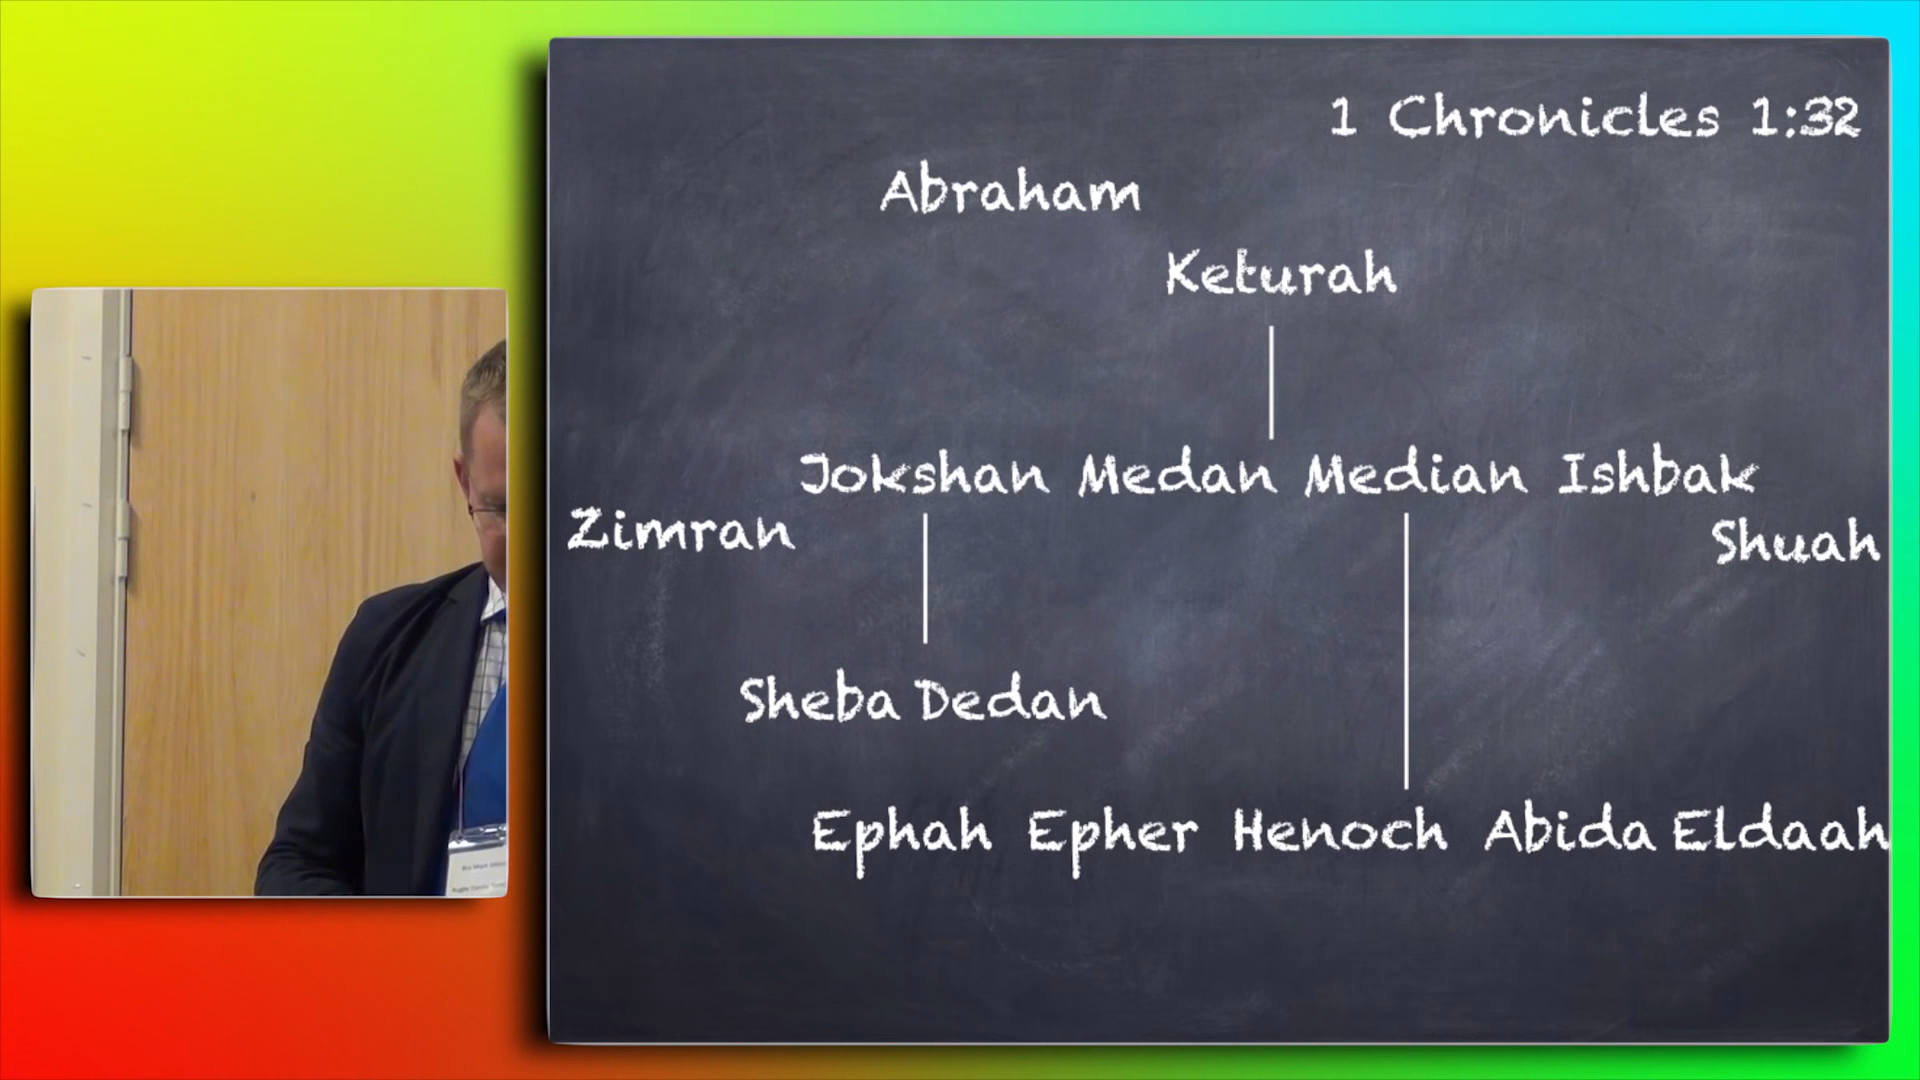 1 Chronicles 1:32
Abraham
Keturah
Jokshan Medan Median Ishbak
Zimran
Shuah
Sheba Dedan
Ephah Epher Henoch Abida Eldaah